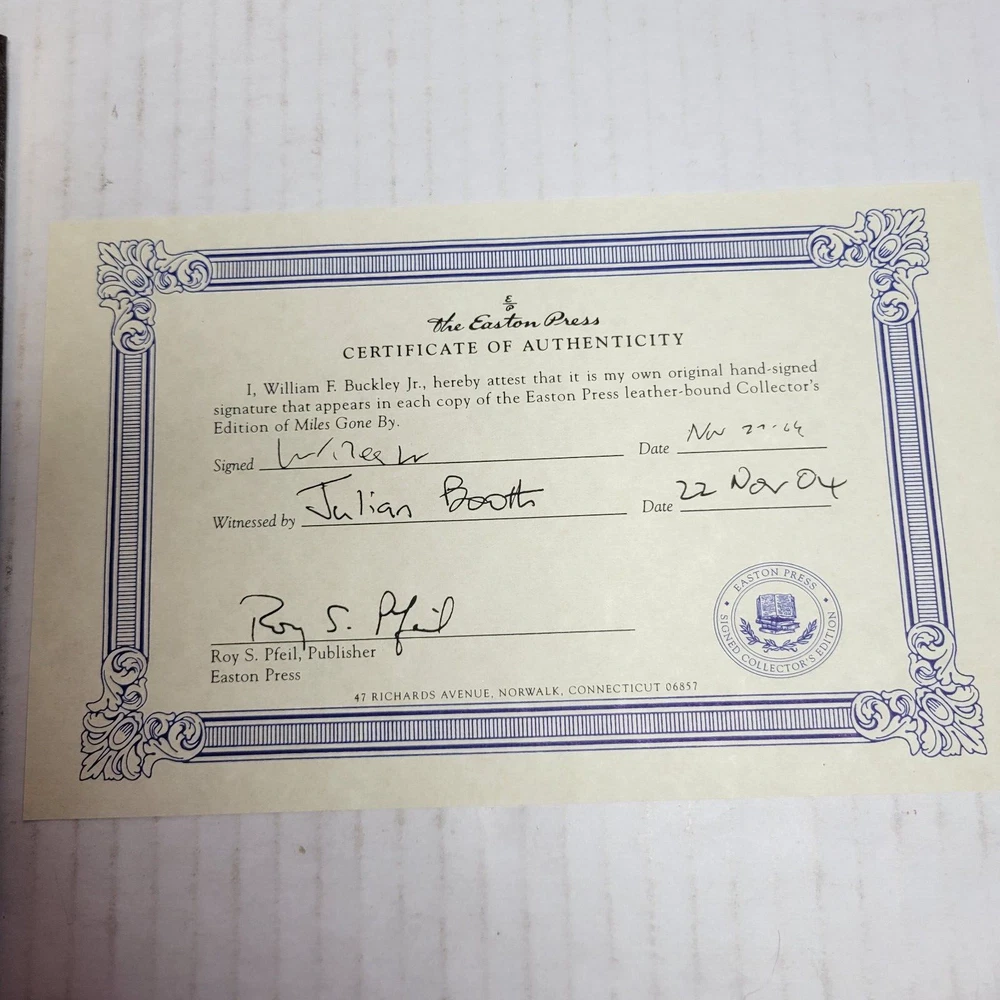 E P
the Easton Press
CERTIFICATE OF AUTHENTICITY
I, William F. Buckley Jr., hereby attest that it is my own original hand-signed
signature that appears in each copy of the Easton Press leather-bound Collector's
Edition of Miles Gone By.
Signed Date Nov 22-04
Witnessed by Julian Booth Date 22 Nov 04
Roy S. Pfeil
Roy S. Pfeil, Publisher
Easton Press
EASTON PRESS
SIGNED COLLECTOR'S EDITION
47 RICHARDS AVENUE, NORWALK, CONNECTICUT 06857